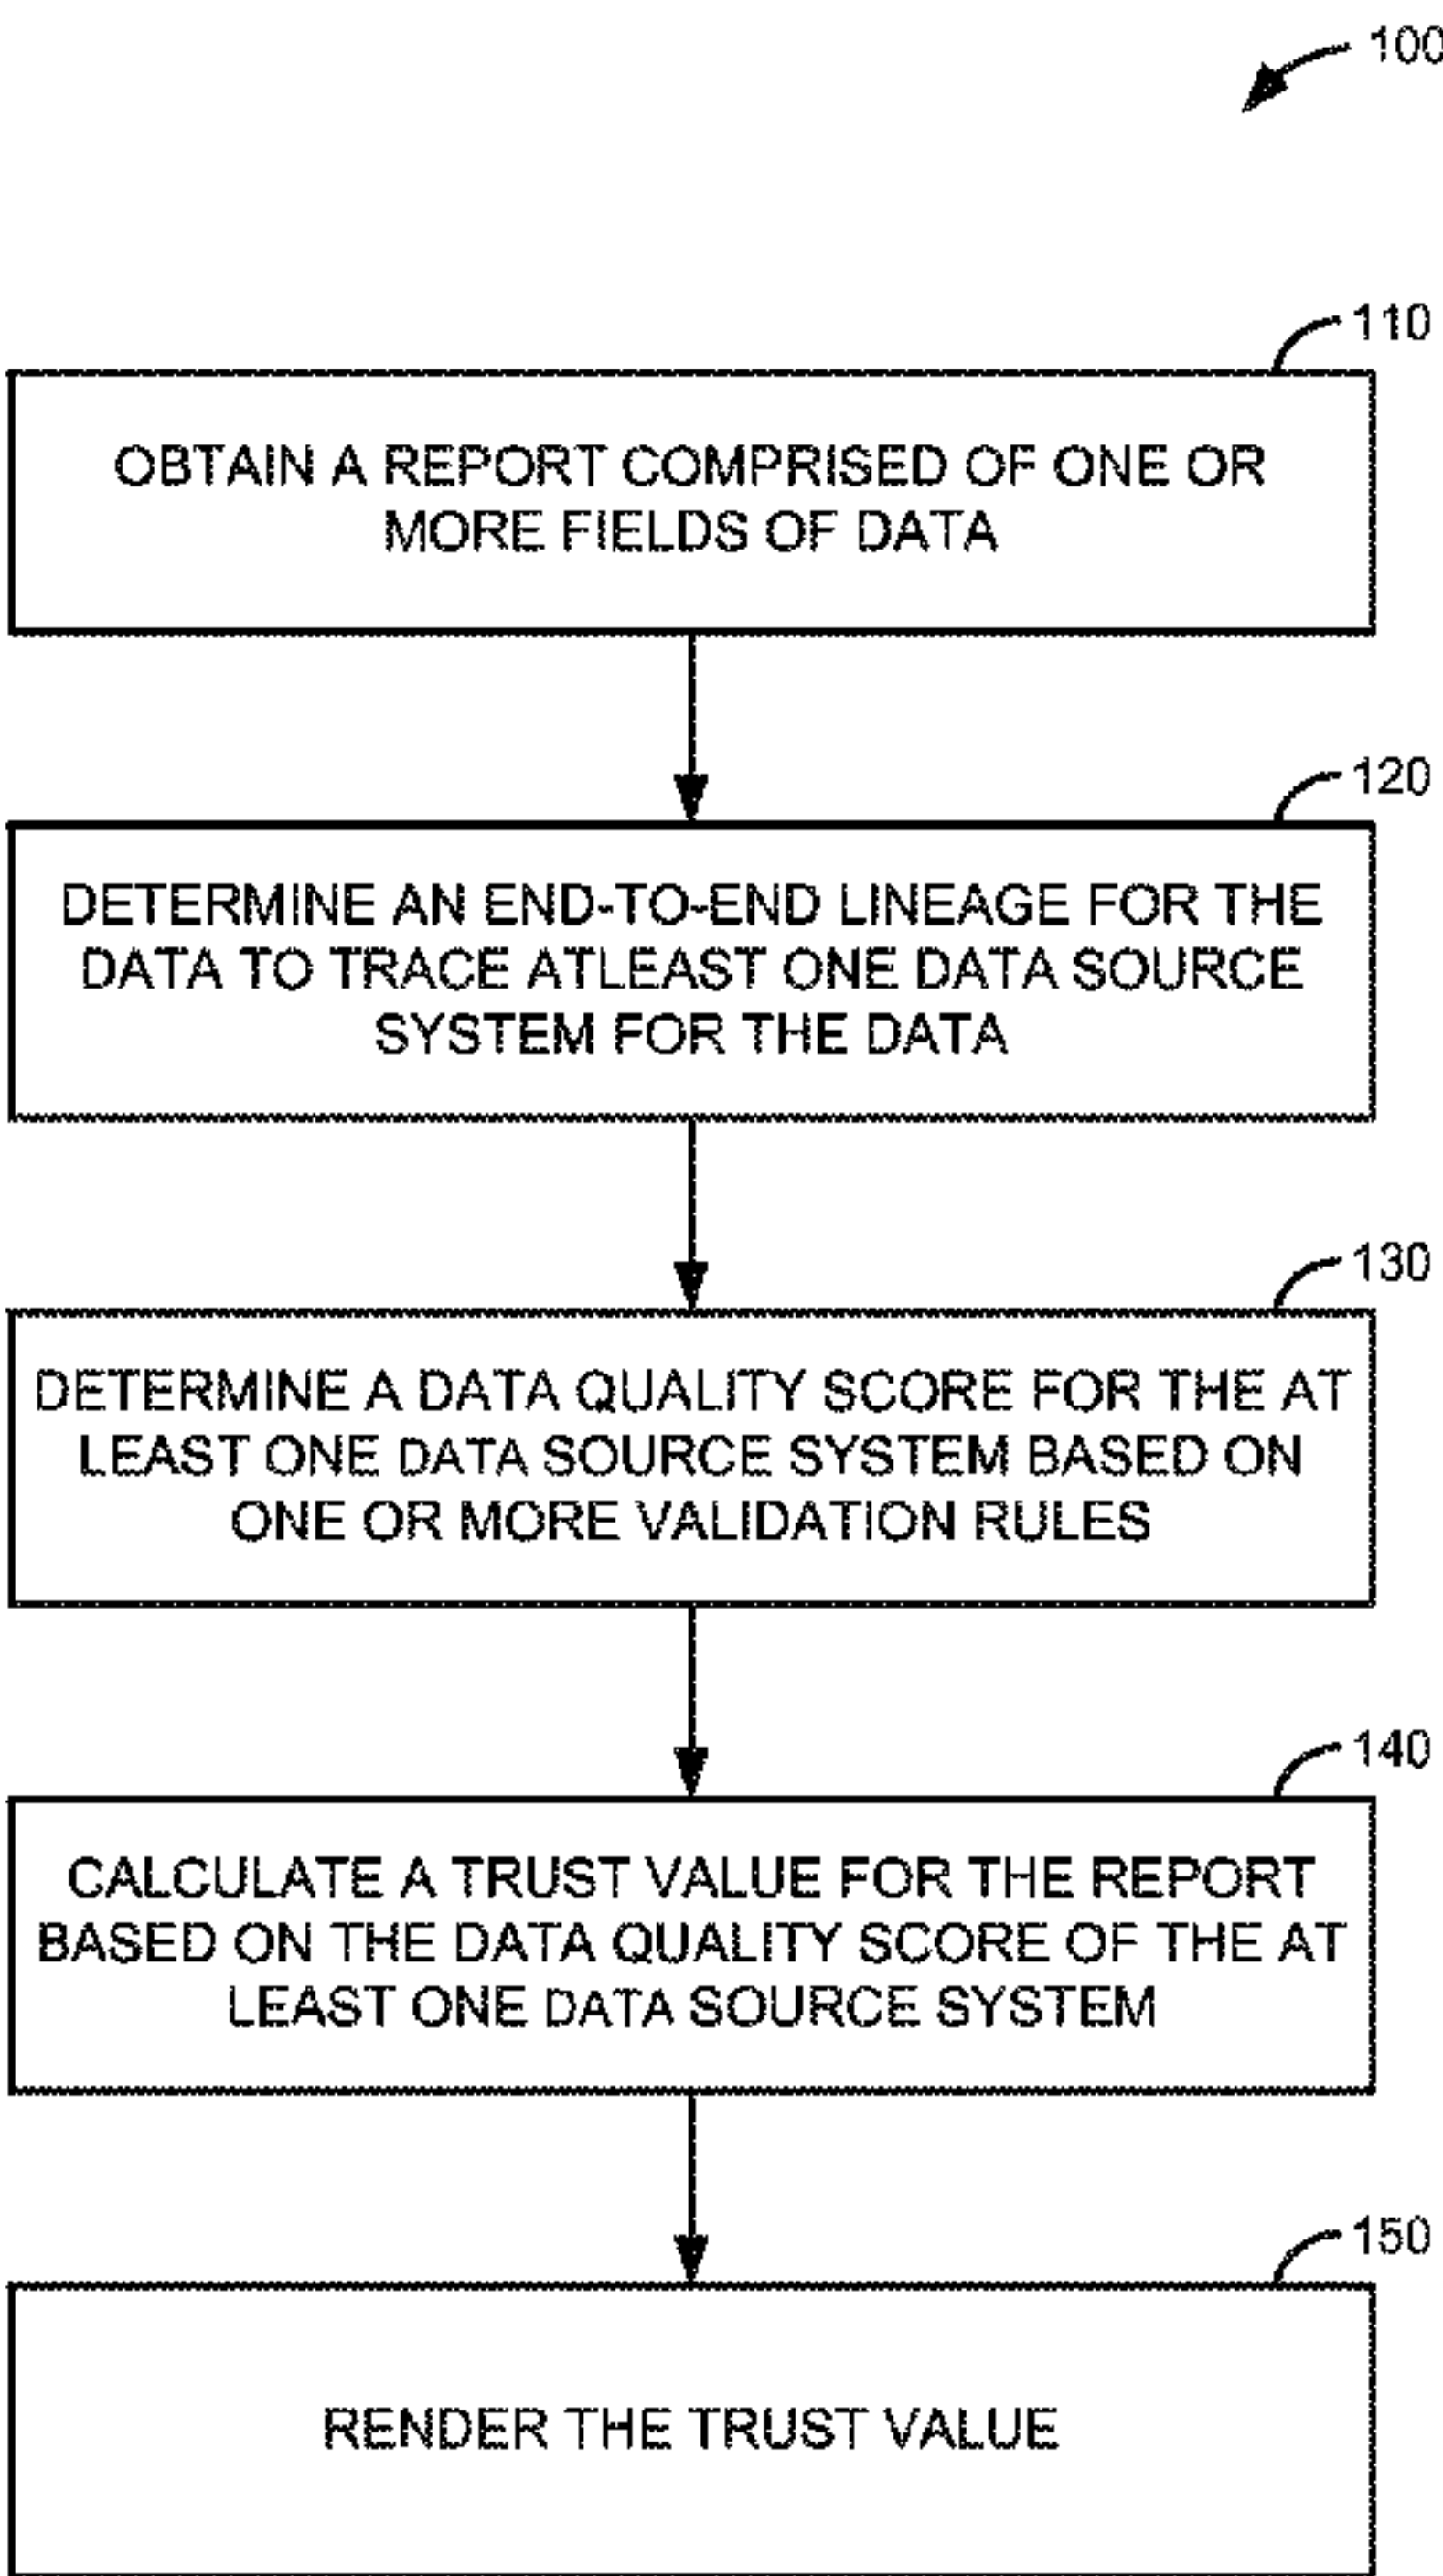 100
110
OBTAIN A REPORT COMPRISED OF ONE OR
MORE FIELDS OF DATA
120
DETERMINE AN END-TO-END LINEAGE FOR THE
DATA TO TRACE ATLEAST ONE DATA SOURCE
SYSTEM FOR THE DATA
130
DETERMINE A DATA QUALITY SCORE FOR THE AT
LEAST ONE DATA SOURCE SYSTEM BASED ON
ONE OR MORE VALIDATION RULES
140
CALCULATE A TRUST VALUE FOR THE REPORT
BASED ON THE DATA QUALITY SCORE OF THE AT
LEAST ONE DATA SOURCE SYSTEM
150
RENDER THE TRUST VALUE